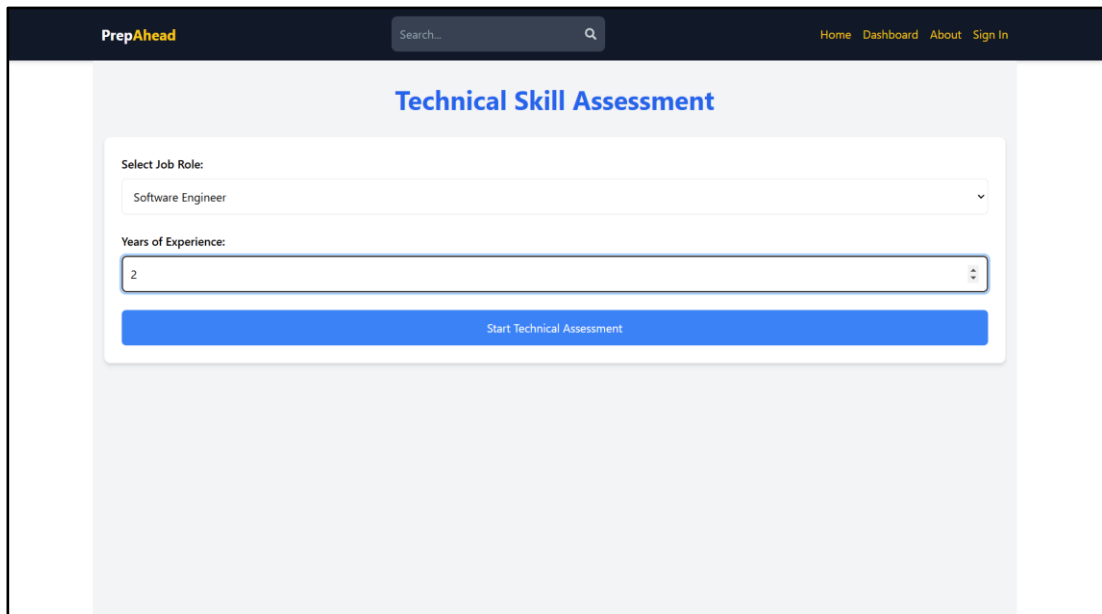 PrepAhead Search... Home Dashboard About Sign In
Technical Skill Assessment
Select Job Role:
Software Engineer
Years of Experience:
2
Start Technical Assessment